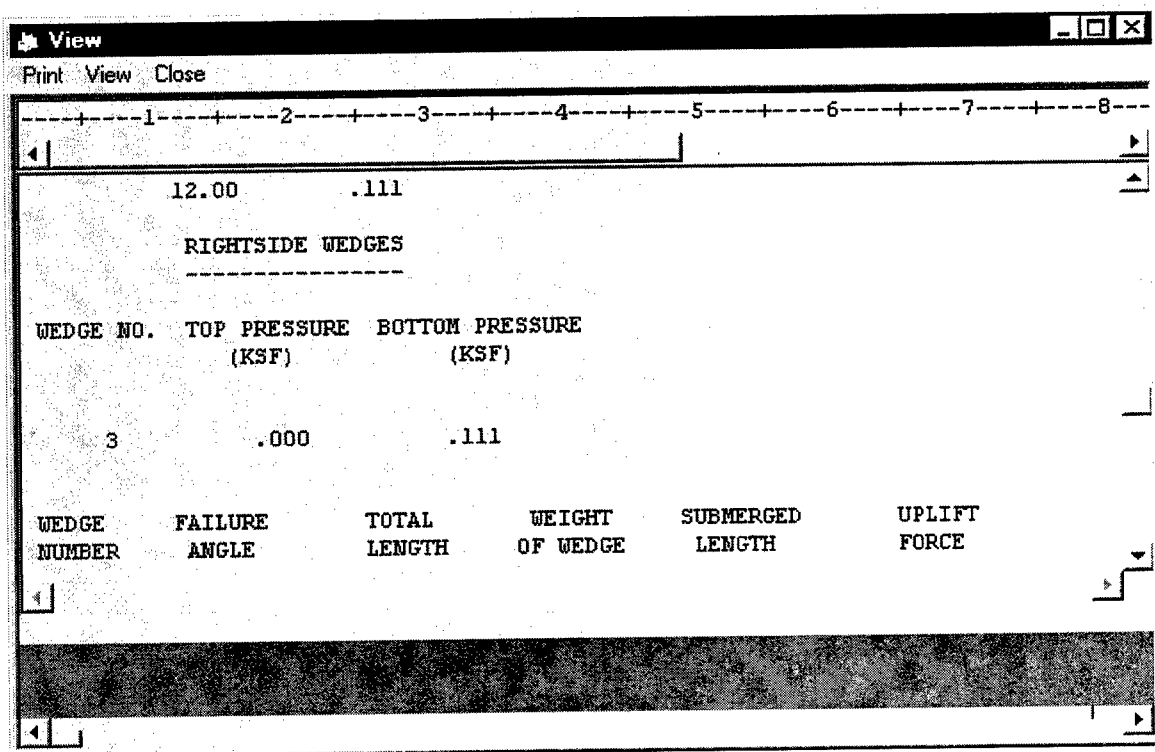 View
Print View Close
----+----1----+----2----+----3----+----4----+----5----+----6----+----7----+----8---
12.00 .111
RIGHTSIDE WEDGES
-----------------
WEDGE NO. TOP PRESSURE BOTTOM PRESSURE
(KSF) (KSF)
3 .000 .111
WEDGE FAILURE TOTAL WEIGHT SUBMERGED UPLIFT
NUMBER ANGLE LENGTH OF WEDGE LENGTH FORCE